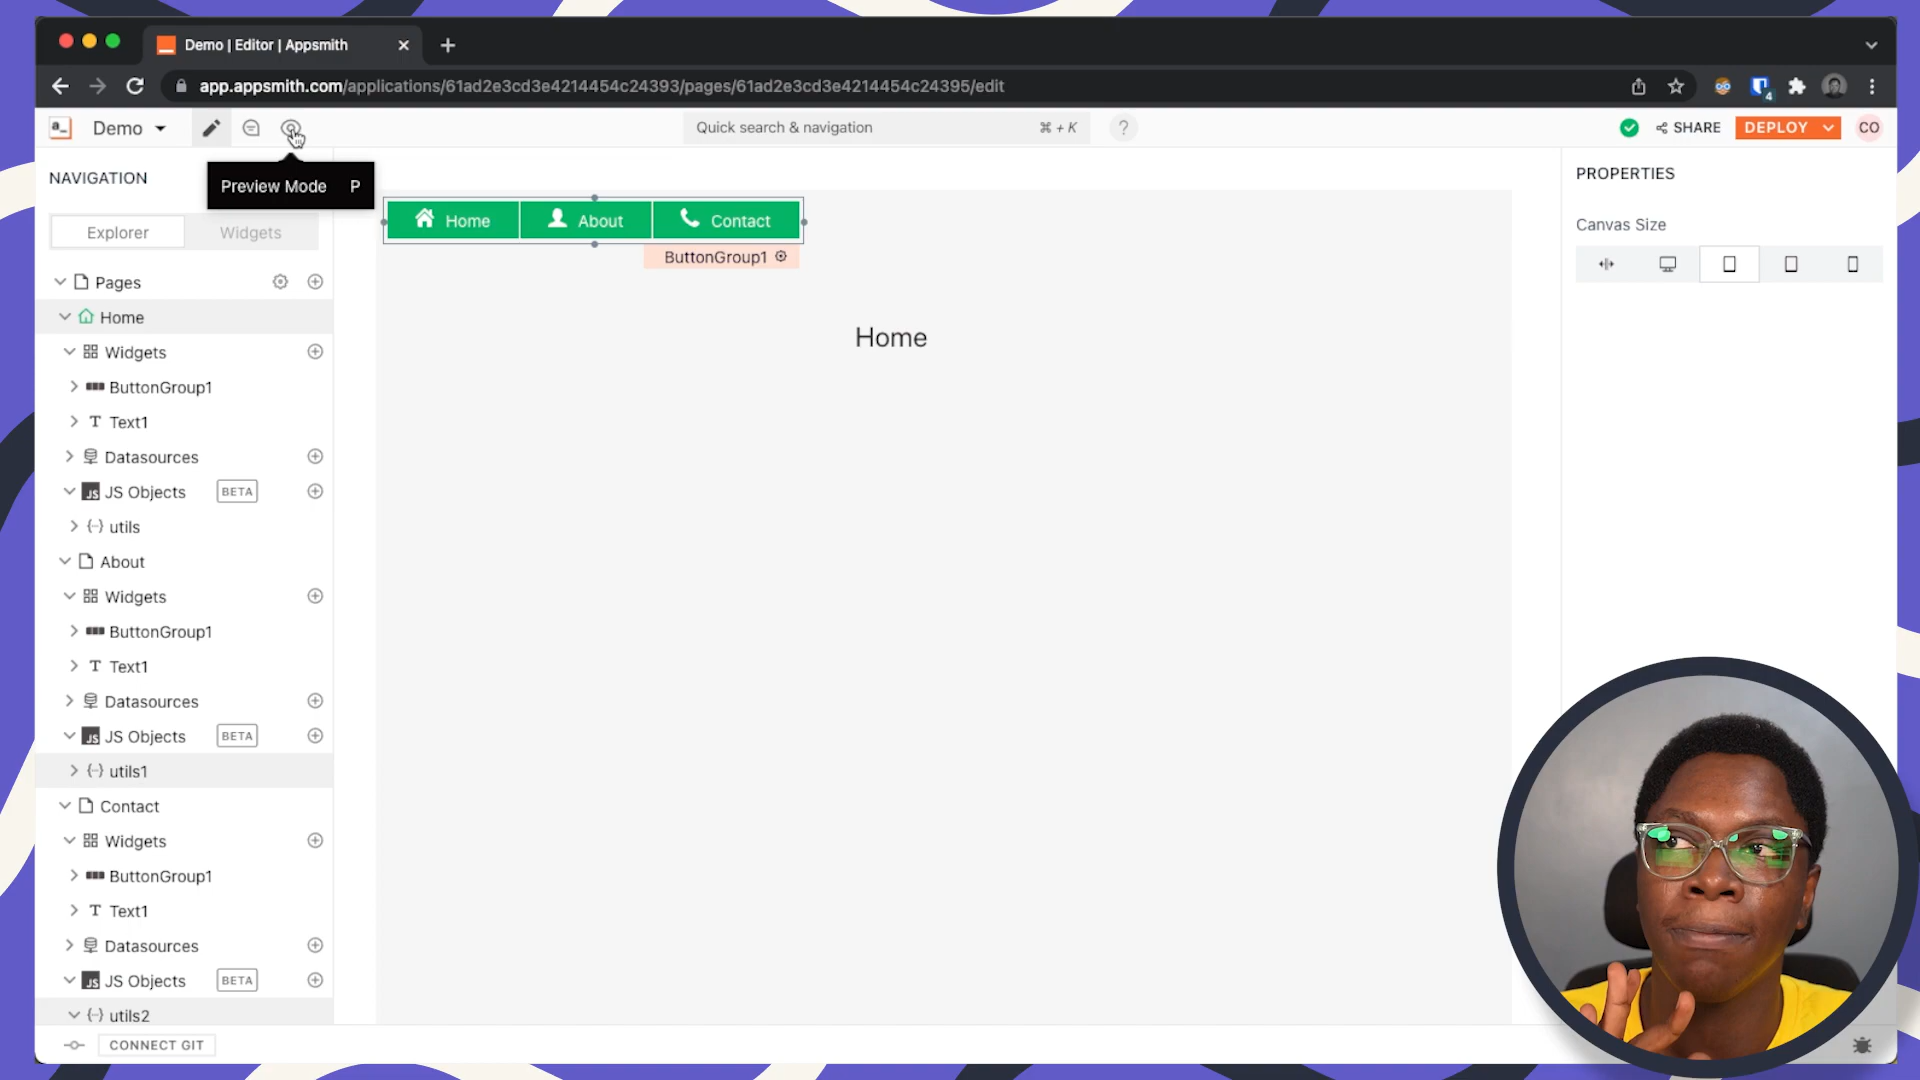 Demo | Editor | Appsmith
app.appsmith.com/applications/61ad2e3cd3e4214454c24393/pages/61ad2e3cd3e4214454c24395/edit
4
a_
Demo
Quick search & navigation
⌘ + K
?
SHARE
DEPLOY
CO
NAVIGATION
Preview Mode P
Explorer
Widgets
Pages
Home
Widgets
ButtonGroup1
Text1
Datasources
JS Objects BETA
utils
About
Widgets
ButtonGroup1
Text1
Datasources
JS Objects BETA
utils1
Contact
Widgets
ButtonGroup1
Text1
Datasources
JS Objects BETA
utils2
CONNECT GIT
Home
About
Contact
ButtonGroup1
Home
PROPERTIES
Canvas Size